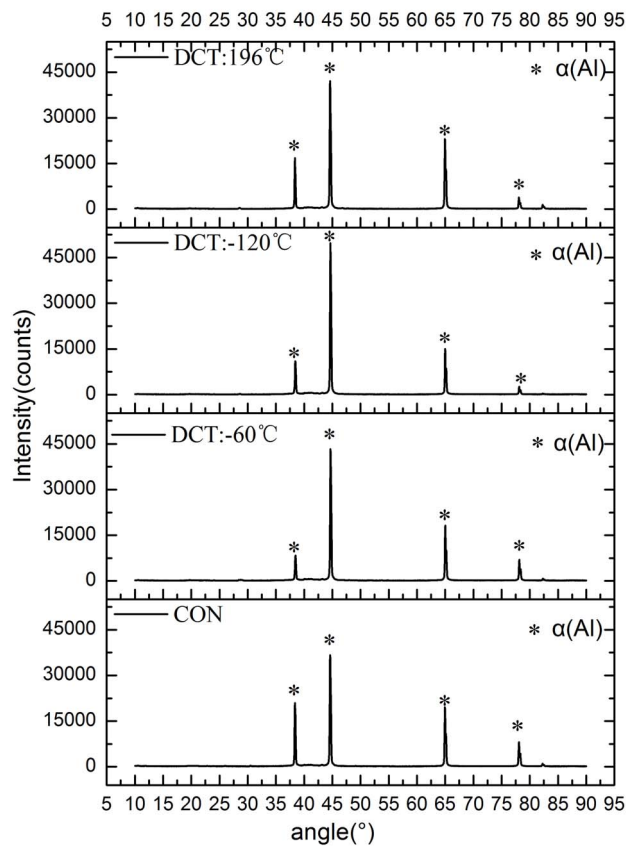 5 10 15 20 25 30 35 40 45 50 55 60 65 70 75 80 85 90 95
DCT:196℃
* α(Al)
45000
30000
15000
0
* * * *
DCT:-120℃
* α(Al)
45000
30000
15000
0
* * * *
DCT:-60℃
* α(Al)
45000
30000
15000
0
* * * *
CON
* α(Al)
45000
30000
15000
0
* * * *
Intensity(counts)
5 10 15 20 25 30 35 40 45 50 55 60 65 70 75 80 85 90 95
angle(°)